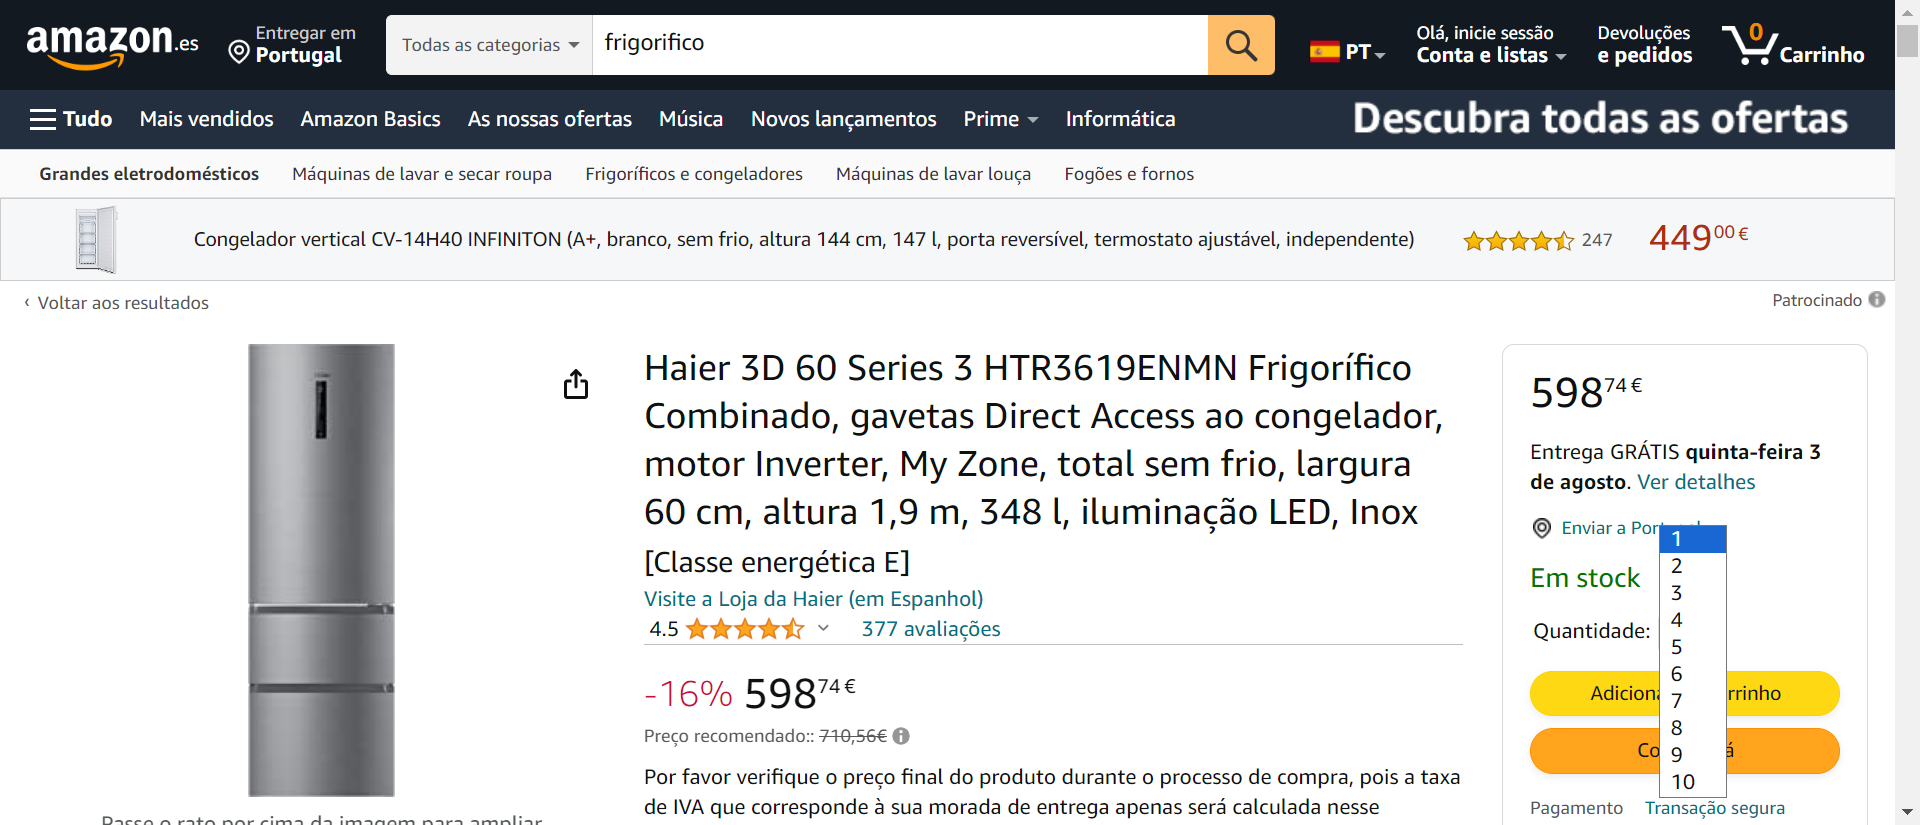 amazon.es
Entregar em
Portugal
Todas as categorias
frigorifico
PT
Olá, inicie sessão
Conta e listas
Devoluções
e pedidos
0
Carrinho
Tudo
Mais vendidos
Amazon Basics
As nossas ofertas
Música
Novos lançamentos
Prime
Informática
Descubra todas as ofertas
Grandes eletrodomésticos
Máquinas de lavar e secar roupa
Frigoríficos e congeladores
Máquinas de lavar louça
Fogões e fornos
Congelador vertical CV-14H40 INFINITON (A+, branco, sem frio, altura 144 cm, 147 l, porta reversível, termostato ajustável, independente)
247
449 00 €
‹ Voltar aos resultados
Patrocinado
Haier 3D 60 Series 3 HTR3619ENMN Frigorífico
Combinado, gavetas Direct Access ao congelador,
motor Inverter, My Zone, total sem frio, largura
60 cm, altura 1,9 m, 348 l, iluminação LED, Inox
[Classe energética E]
Visite a Loja da Haier (em Espanhol)
4.5
377 avaliações
-16% 598 74 €
Preço recomendado:: 710,56€
Por favor verifique o preço final do produto durante o processo de compra, pois a taxa
de IVA que corresponde à sua morada de entrega apenas será calculada nesse
Passe o rato por cima da imagem para ampliar
598 74 €
Entrega GRÁTIS quinta-feira 3
de agosto. Ver detalhes
Enviar a
Em stock
Quantidade:
1
2
3
4
5
6
7
8
9
10
Pagamento
Transação segura